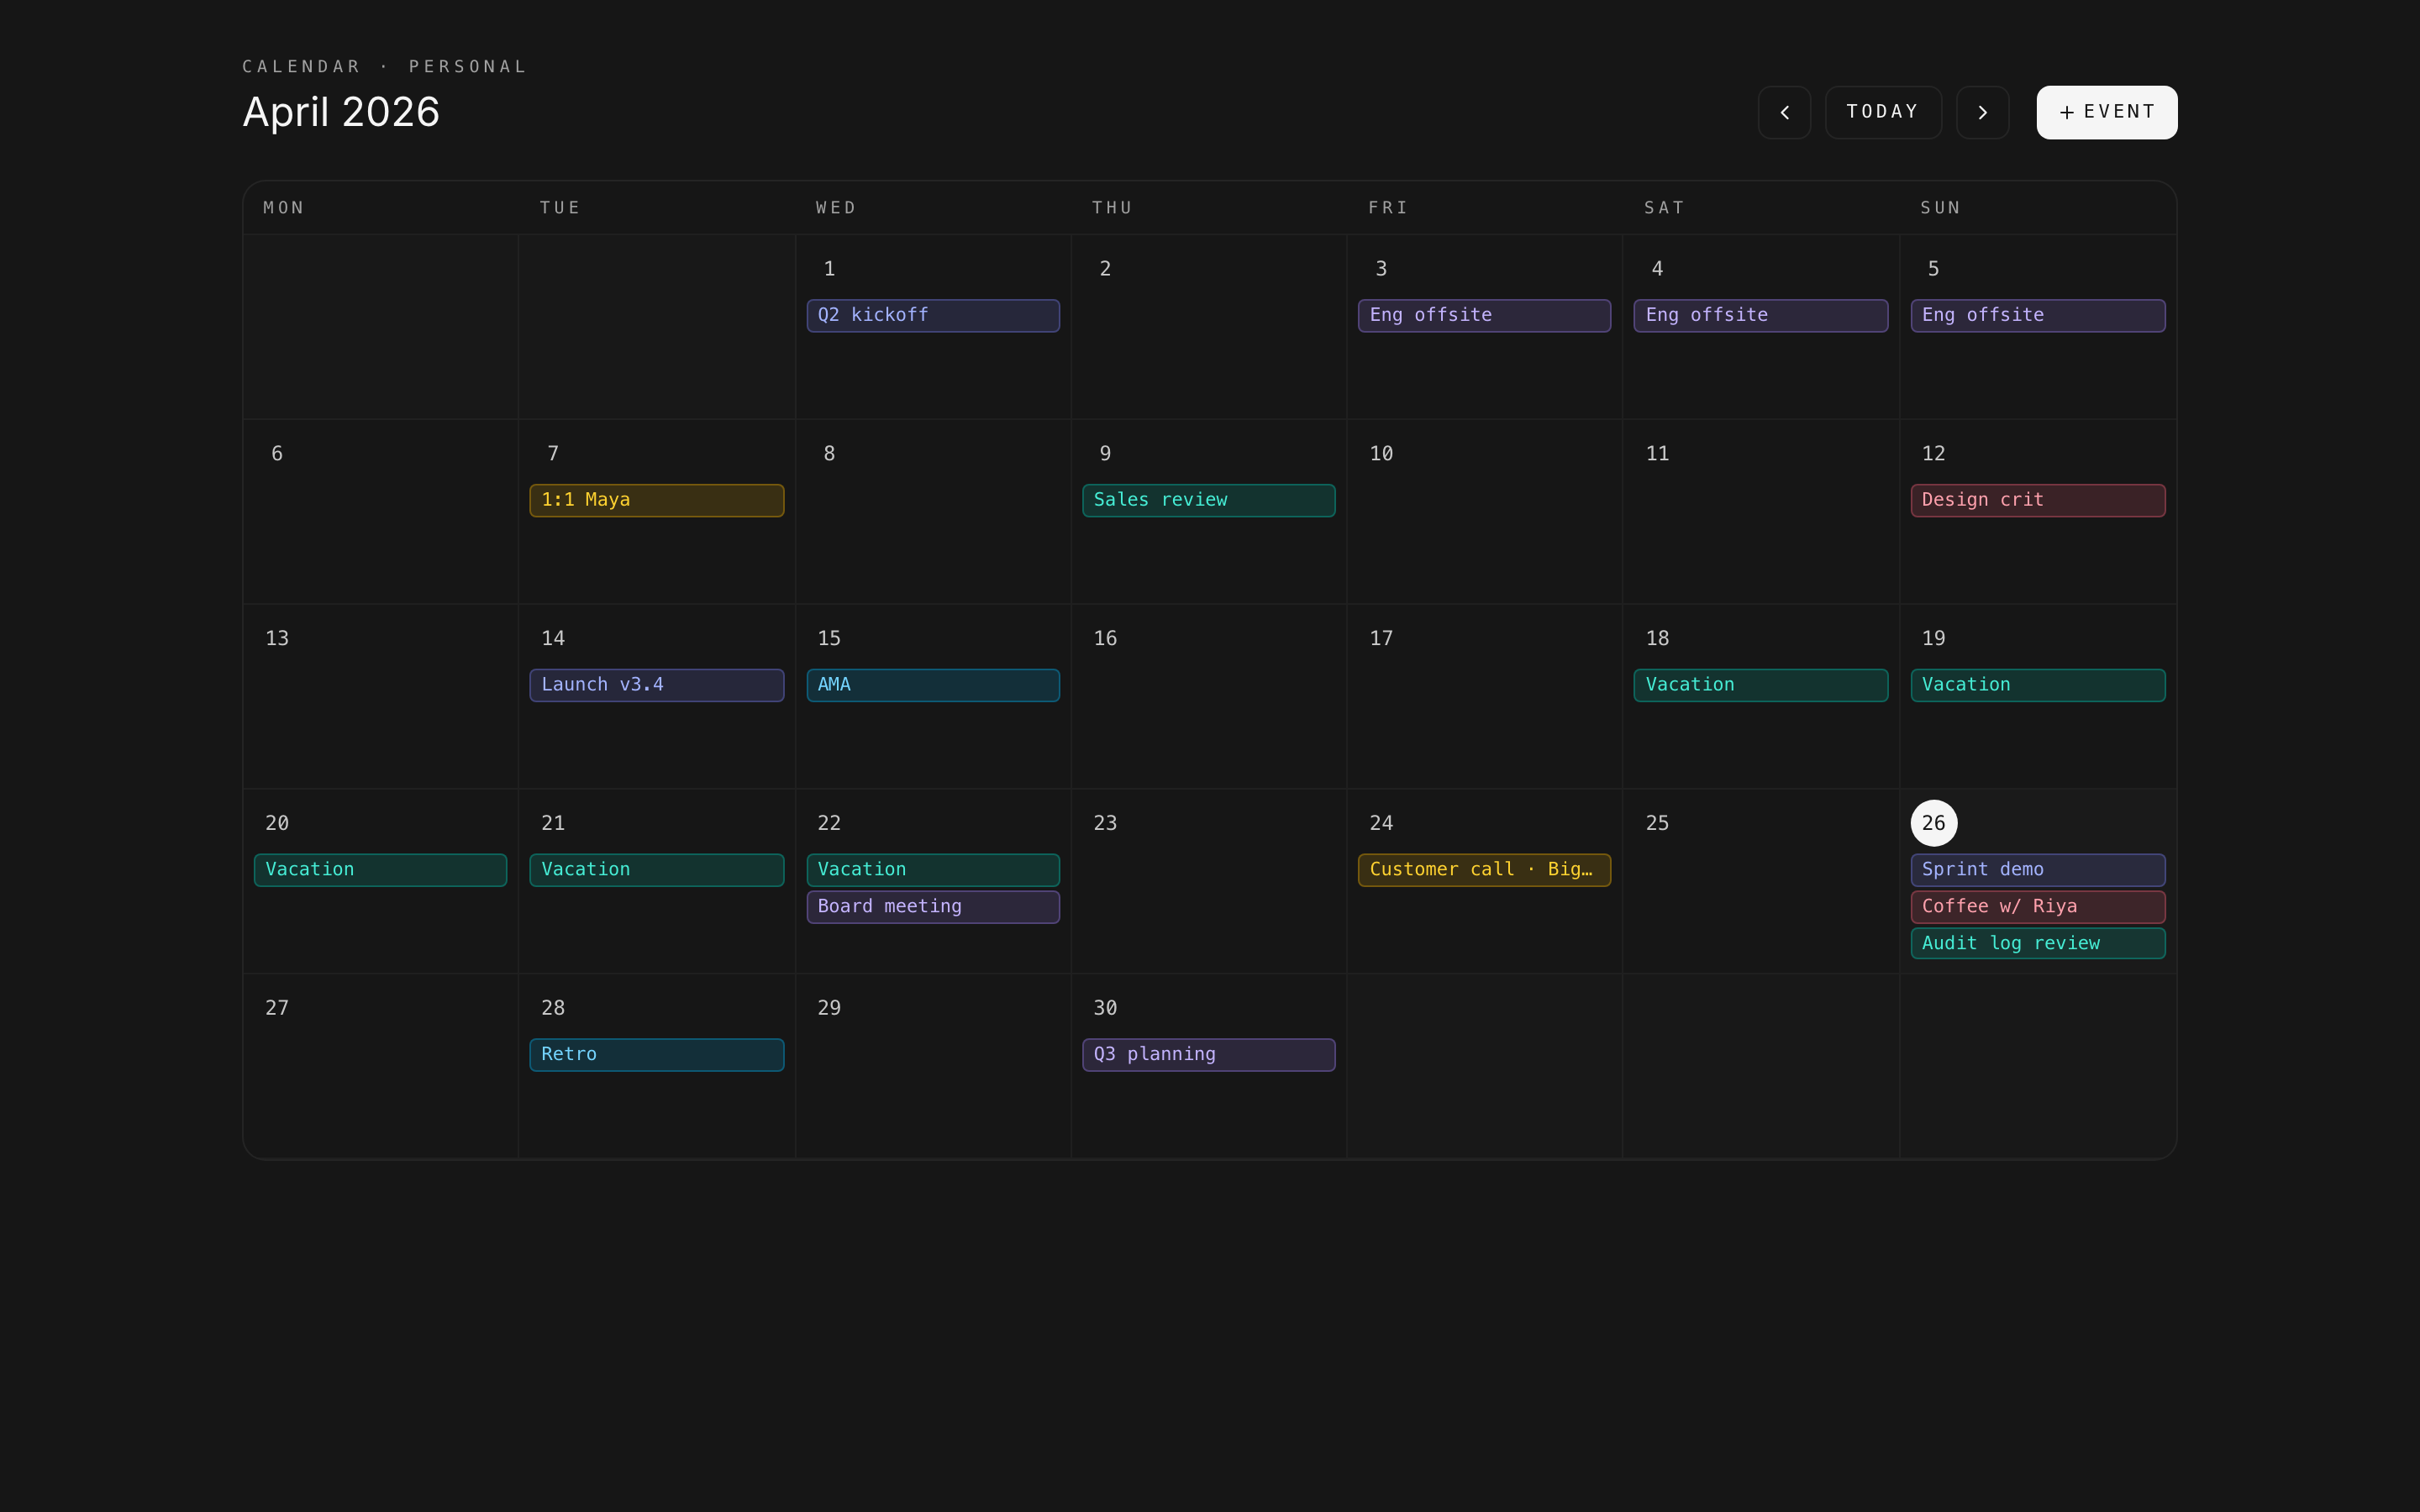 CALENDAR · PERSONAL
April 2026
TODAY
+ EVENT
MON TUE WED THU FRI SAT SUN
1 2 3 4 5
Q2 kickoff Eng offsite Eng offsite Eng offsite
6 7 8 9 10 11 12
1:1 Maya Sales review Design crit
13 14 15 16 17 18 19
Launch v3.4 AMA Vacation Vacation
20 21 22 23 24 25 26
Vacation Vacation Vacation Customer call · Big… Sprint demo
Board meeting Coffee w/ Riya
Audit log review
27 28 29 30
Retro Q3 planning